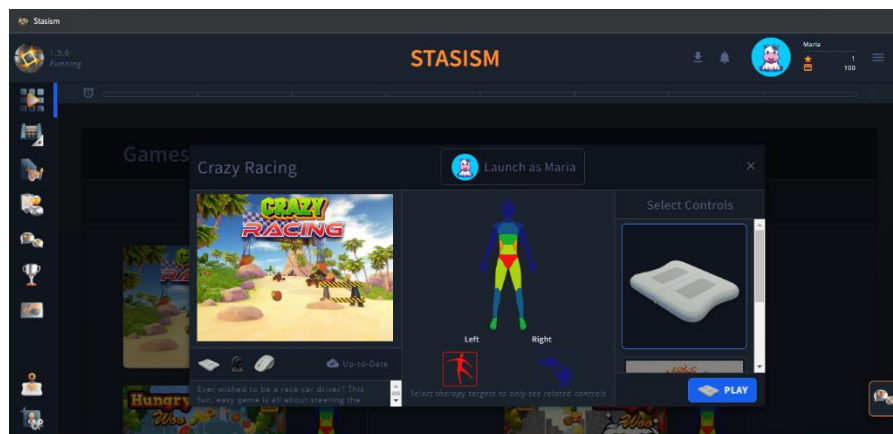 Stasism
1.5.6
Running
STASISM
Maria
1
100
Games
Crazy Racing
Launch as Maria
×
Select Controls
CRAZY
RACING
Left
Right
Up-to-Date
Ever wished to be a race car driver? This
fun, easy game is all about steering the
Select therapy targets to only see related controls
PLAY
Hungry
Woo
Woo